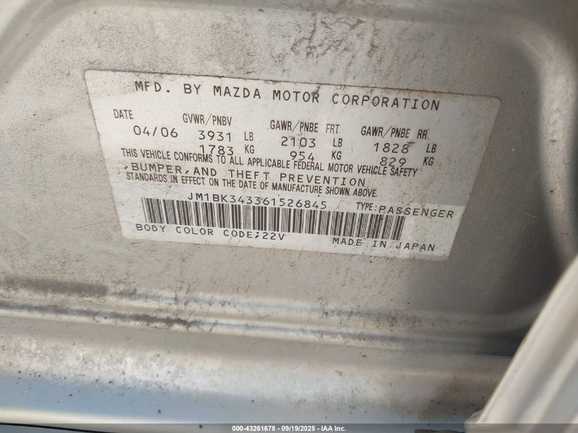 MFD. BY MAZDA MOTOR CORPORATION
DATE GVWR/PNBV GAWR/PNBE FRT GAWR/PNBE RR
04/06 3931 LB 2103 LB 1828 LB
1783 KG 954 KG 829 KG
THIS VEHICLE CONFORMS TO ALL APPLICABLE FEDERAL MOTOR VEHICLE SAFETY
,BUMPER,AND THEFT PREVENTION
STANDARDS IN EFFECT ON THE DATE OF MANUFACTURE SHOWN ABOVE.
JM1BK343361526845 TYPE:PASSENGER
BODY COLOR CODE;22V MADE IN JAPAN
000-43261678 - 09/19/2025 - © IAA Inc.